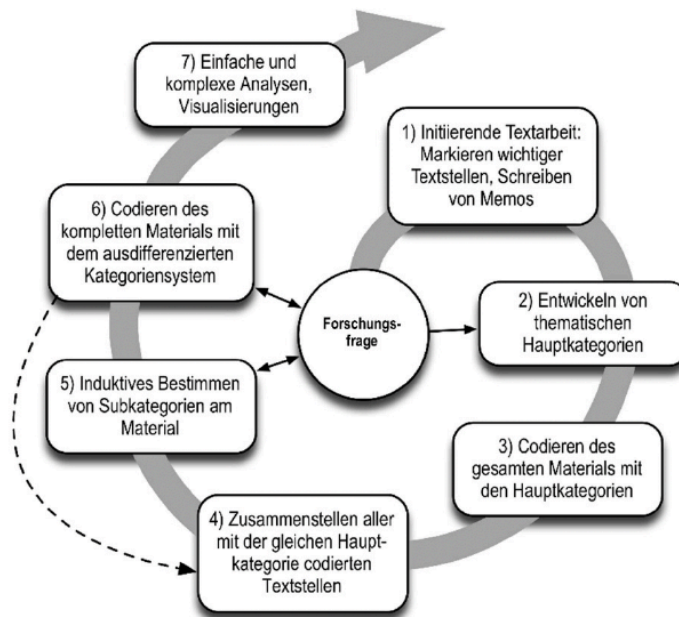 7) Einfache und
komplexe Analysen,
Visualisierungen
1) Initiierende Textarbeit:
Markieren wichtiger
Textstellen, Schreiben
von Memos
6) Codieren des
kompletten Materials mit
dem ausdifferenzierten
Kategoriensystem
Forschungs-
frage
2) Entwickeln von
thematischen
Hauptkategorien
5) Induktives Bestimmen
von Subkategorien am
Material
3) Codieren des
gesamten Materials mit
den Hauptkategorien
4) Zusammenstellen aller
mit der gleichen Haupt-
kategorie codierten
Textstellen